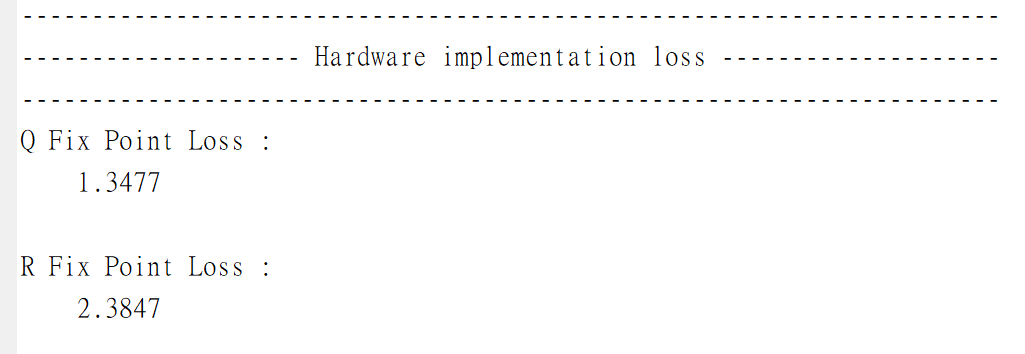 ----------------------------------------------------------------------
-------------------- Hardware implementation loss --------------------
----------------------------------------------------------------------
Q Fix Point Loss :
    1.3477
R Fix Point Loss :
    2.3847